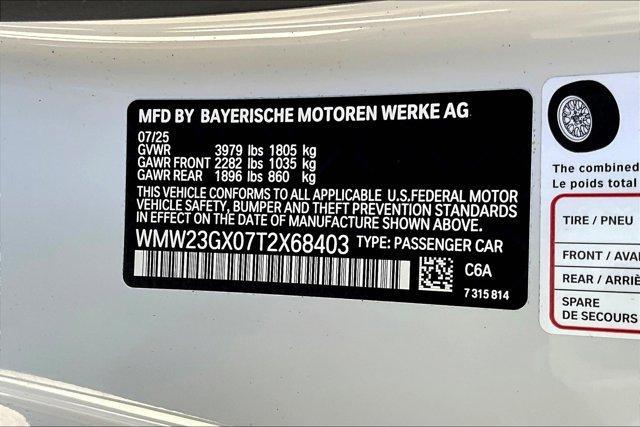 MFD BY BAYERISCHE MOTOREN WERKE AG
07/25
GVWR 3979 lbs 1805 kg
GAWR FRONT 2282 lbs 1035 kg
GAWR REAR 1896 lbs 860 kg
THIS VEHICLE CONFORMS TO ALL APPLICABLE U.S.FEDERAL MOTOR
VEHICLE SAFETY, BUMPER AND THEFT PREVENTION STANDARDS
IN EFFECT ON THE DATE OF MANUFACTURE SHOWN ABOVE.
WMW23GX07T2X68403 TYPE: PASSENGER CAR
C6A
7 315 814
The combined
Le poids total
TIRE / PNEU
FRONT / AVA
REAR / ARRIÈ
SPARE
DE SECOURS